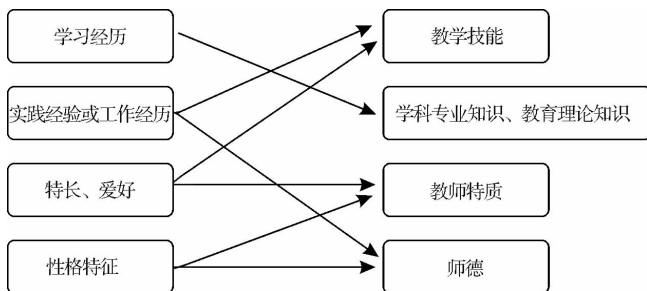 学习经历
教学技能
实践经验或工作经历
学科专业知识、教育理论知识
特长、爱好
教师特质
性格特征
师德